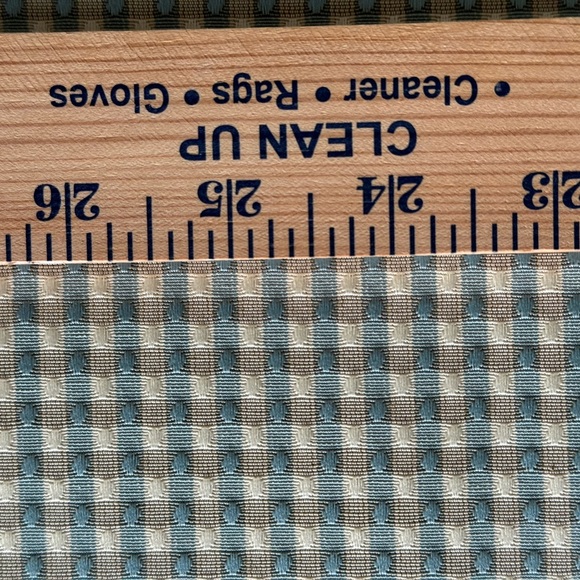 CLEAN UP
• Cleaner • Rags • Gloves
23 24 25 26